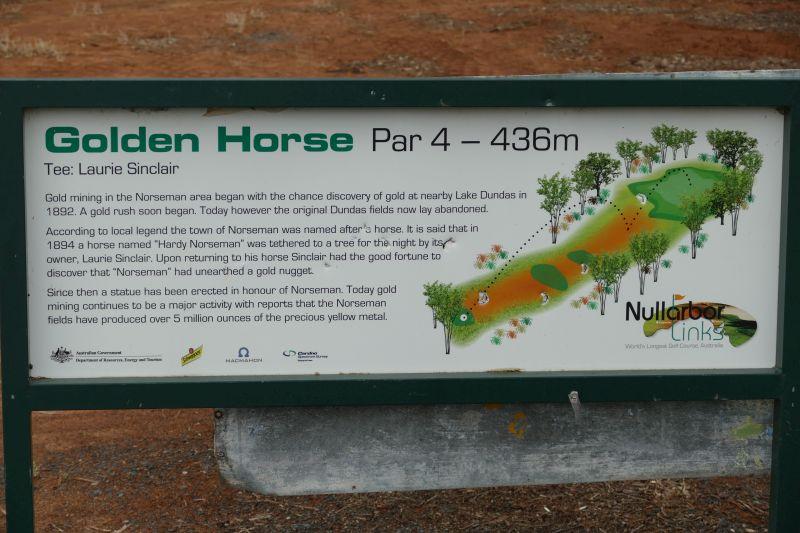 Golden Horse Par 4 – 436m
Tee: Laurie Sinclair
Gold mining in the Norseman area began with the chance discovery of gold at nearby Lake Dundas in
1892. A gold rush soon began. Today however the original Dundas fields now lay abandoned.
According to local legend the town of Norseman was named after a horse. It is said that in
1894 a horse named "Hardy Norseman" was tethered to a tree for the night by its
owner, Laurie Sinclair. Upon returning to his horse Sinclair had the good fortune to
discover that "Norseman" had unearthed a gold nugget.
Since then a statue has been erected in honour of Norseman. Today gold
mining continues to be a major activity with reports that the Norseman
fields have produced over 5 million ounces of the precious yellow metal.
Nullarbor
Links
World's Longest Golf Course, Australia
Australian Government
Department of Resources, Energy and Tourism
MACMAHON
Cardno
Spectrum Survey